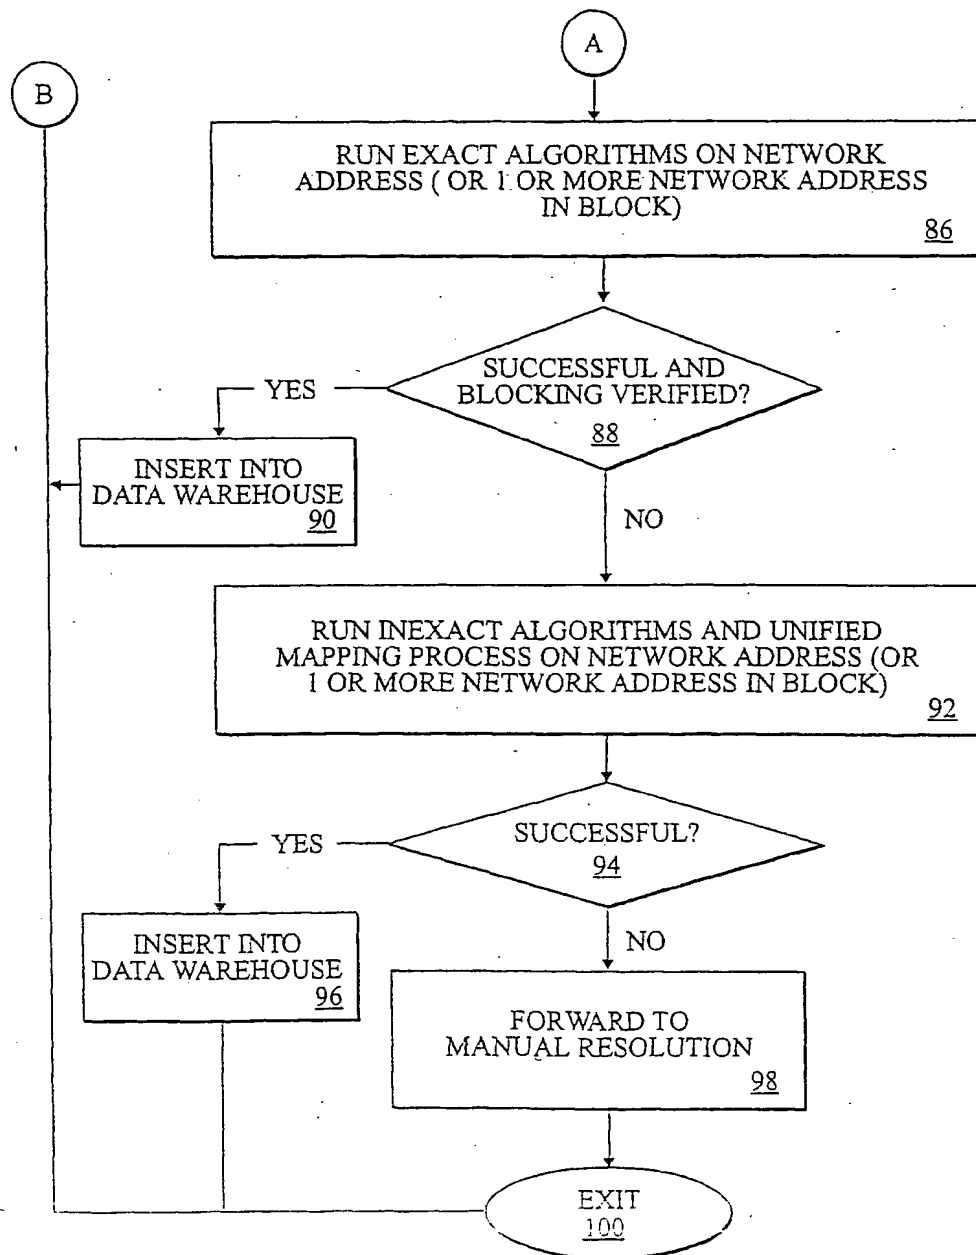 A
B
RUN EXACT ALGORITHMS ON NETWORK
ADDRESS ( OR 1 OR MORE NETWORK ADDRESS
IN BLOCK)
86
SUCCESSFUL AND
BLOCKING VERIFIED?
88
YES
INSERT INTO
DATA WAREHOUSE
90
NO
RUN INEXACT ALGORITHMS AND UNIFIED
MAPPING PROCESS ON NETWORK ADDRESS (OR
1 OR MORE NETWORK ADDRESS IN BLOCK)
92
SUCCESSFUL?
94
YES
INSERT INTO
DATA WAREHOUSE
96
NO
FORWARD TO
MANUAL RESOLUTION
98
EXIT
100